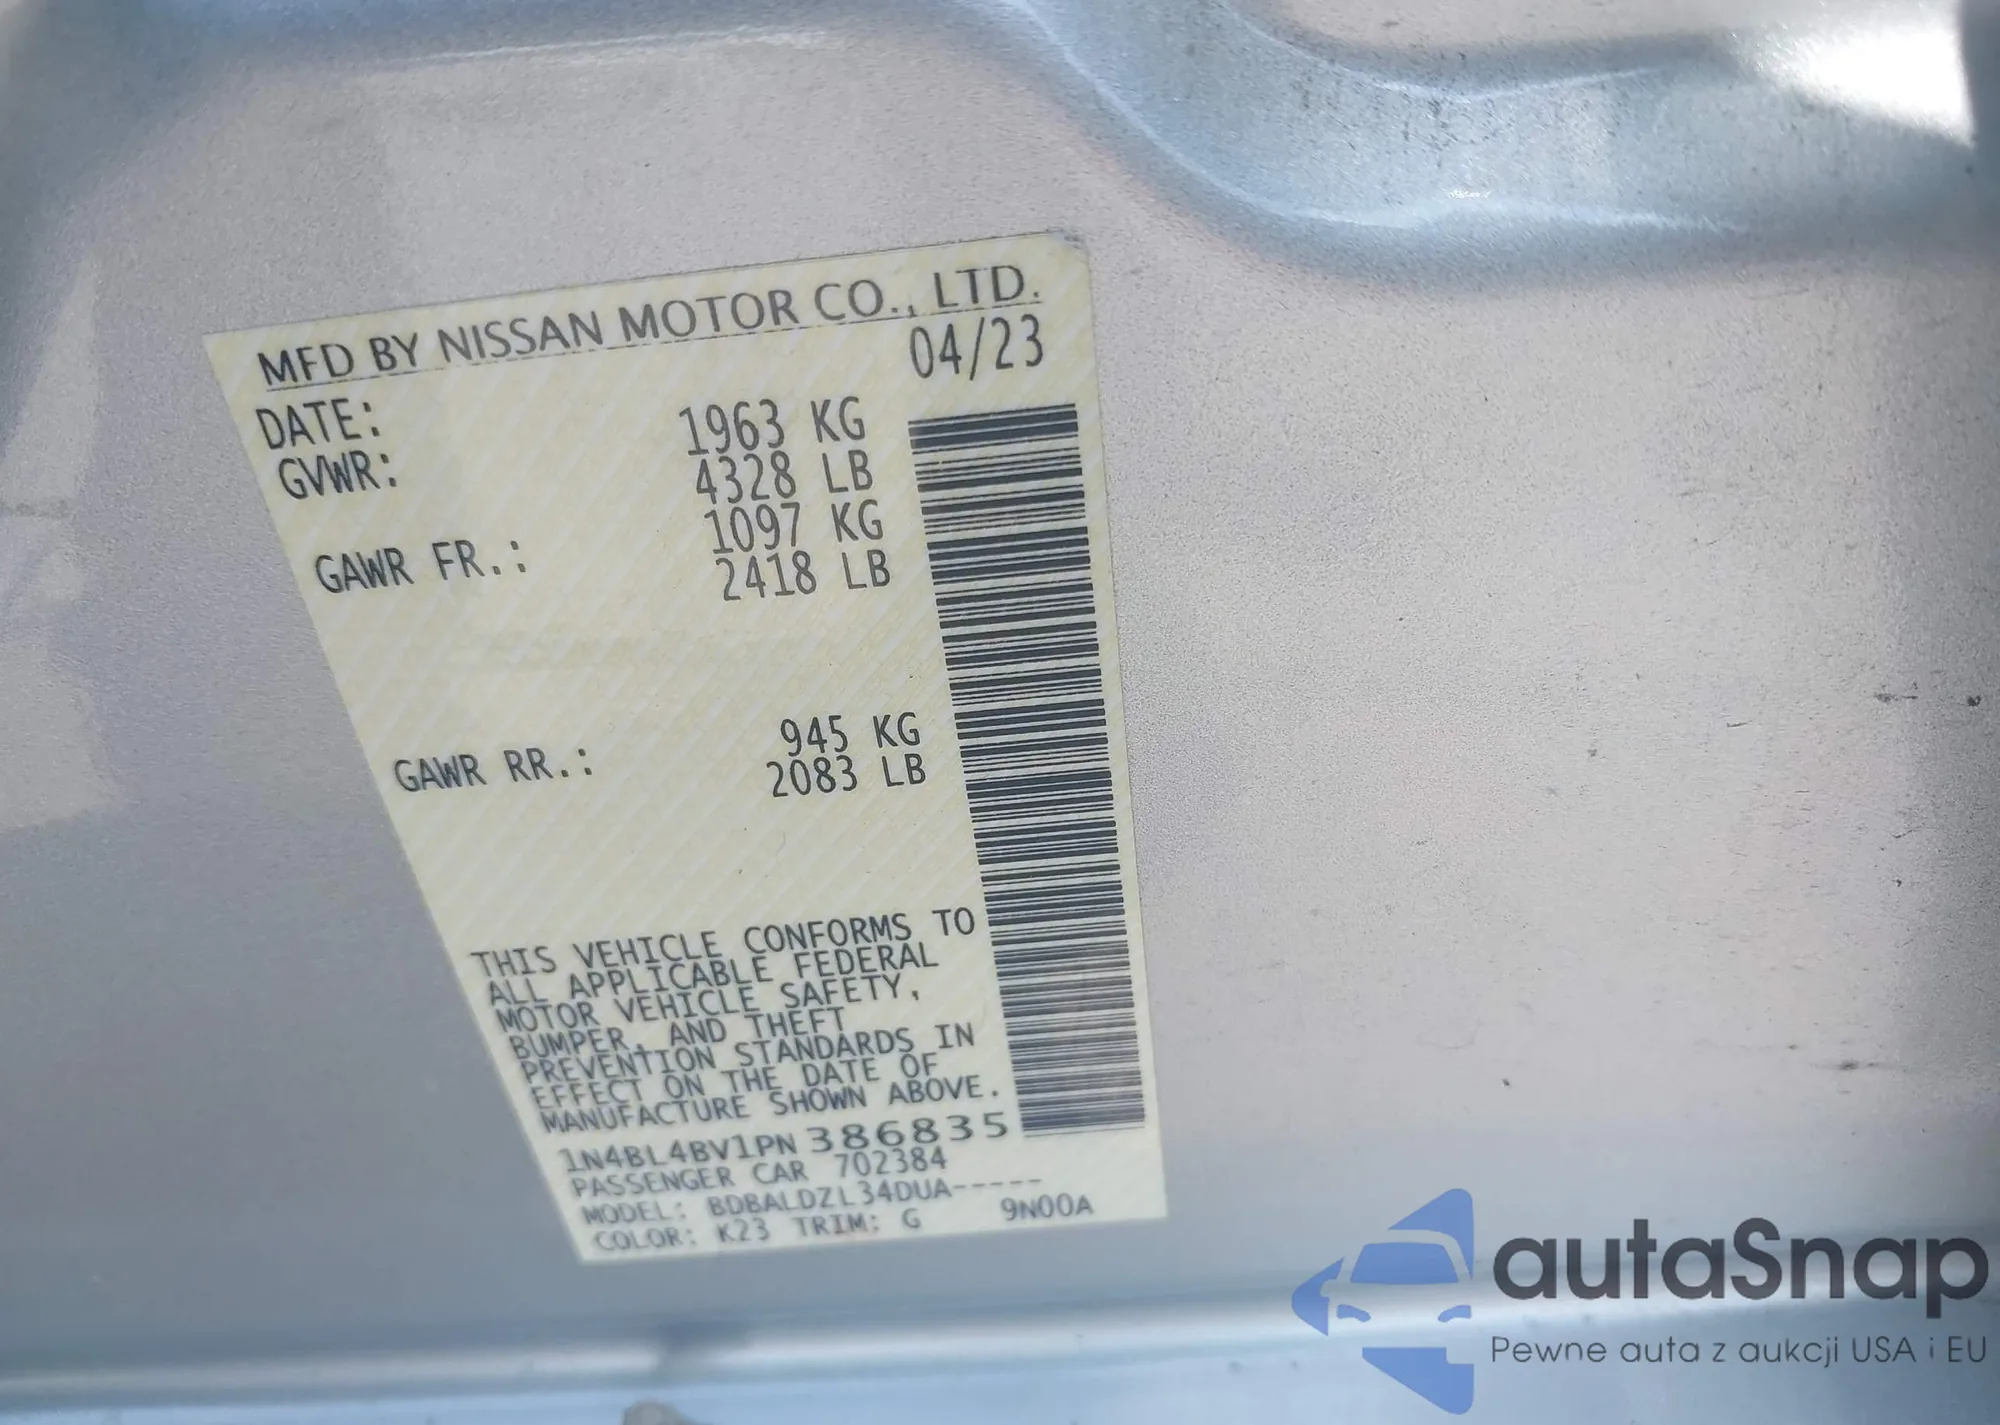 MFD BY NISSAN MOTOR CO., LTD.
DATE: 04/23
GVWR: 1963 KG
4328 LB
GAWR FR.: 1097 KG
2418 LB
GAWR RR.: 945 KG
2083 LB
THIS VEHICLE CONFORMS TO
ALL APPLICABLE FEDERAL
MOTOR VEHICLE SAFETY,
BUMPER, AND THEFT
PREVENTION STANDARDS IN
EFFECT ON THE DATE OF
MANUFACTURE SHOWN ABOVE.
1N4BL4BV1PN386835
PASSENGER CAR 702384
MODEL: BDBALDZL34DUA-----
COLOR: K23 TRIM: G 9N00A
autaSnap
Pewne auta z aukcji USA i EU